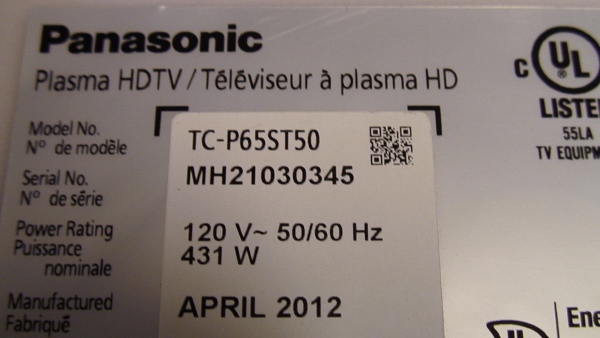 Panasonic
Plasma HDTV / Téléviseur à plasma HD
C UL
LISTE
55LA
TV EQUIPM
Model No.
N° de modèle
TC-P65ST50
Serial No.
N° de série
MH21030345
Power Rating
Puissance
nominale
120 V~ 50/60 Hz
431 W
Manufactured
Fabriqué
APRIL 2012
Ene